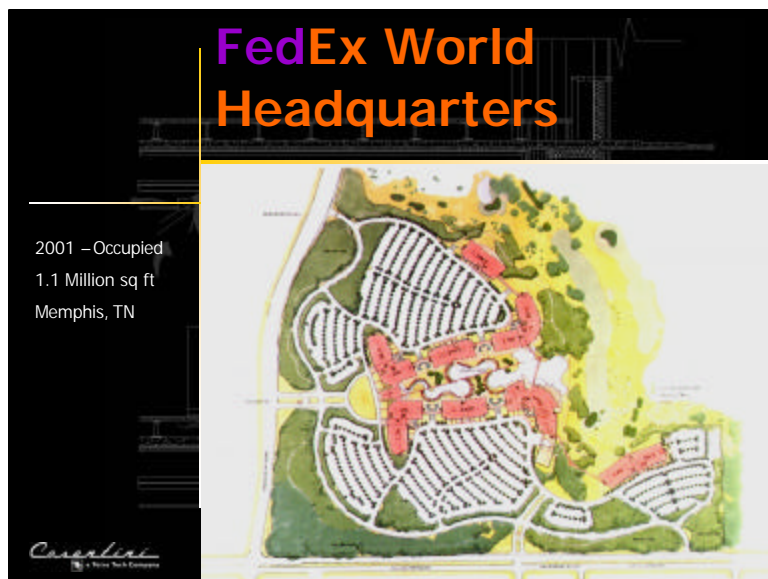 FedEx World
Headquarters
2001 – Occupied
1.1 Million sq ft
Memphis, TN
Cosentini
a Tetra Tech Company